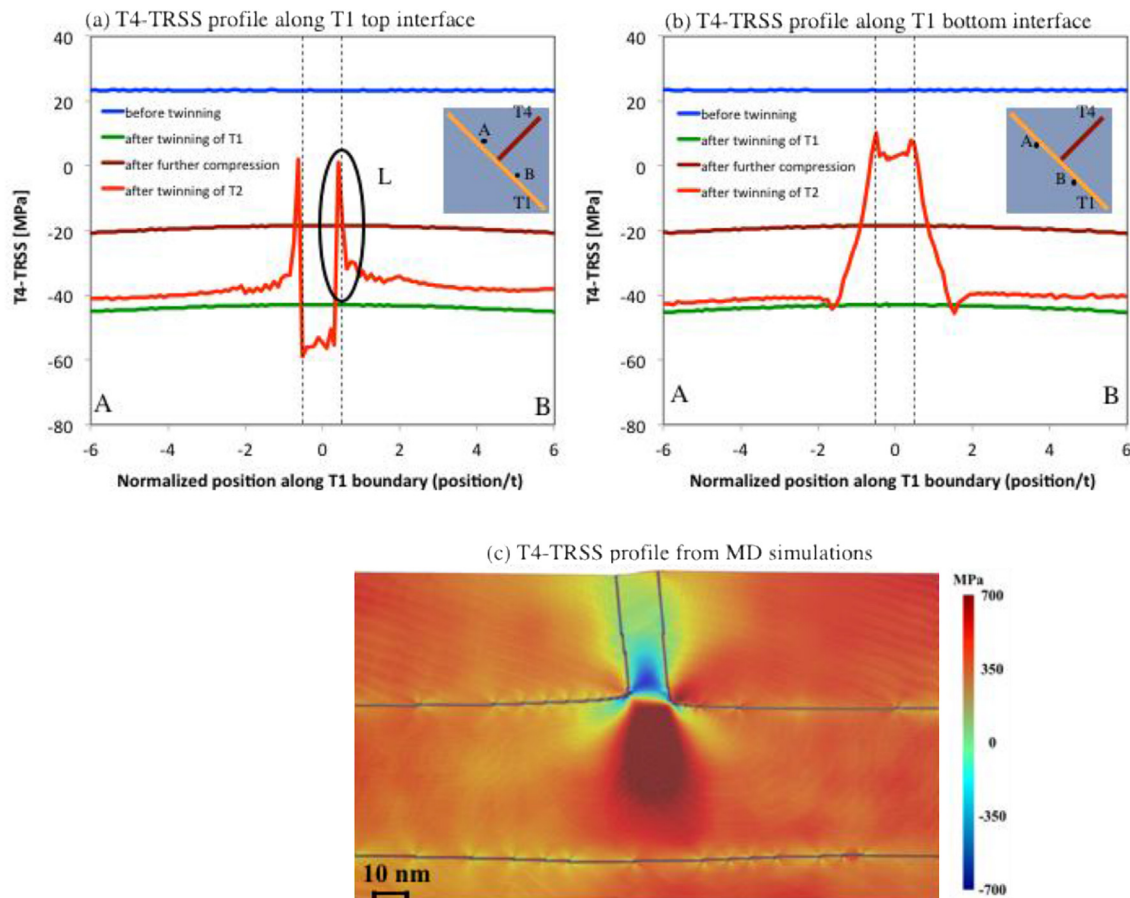 (a) T4-TRSS profile along T1 top interface
(b) T4-TRSS profile along T1 bottom interface
40
20
0
-20
-40
-60
-80
T4-TRSS [MPa]
before twinning
after twinning of T1
after further compression
after twinning of T2
A
T4
B
T1
L
A
B
-6
-4
-2
0
2
4
6
Normalized position along T1 boundary (position/t)
40
20
0
-20
-40
-60
-80
T4-TRSS [MPa]
before twinning
after twinning of T1
after further compression
after twinning of T2
A
T4
B
T1
A
B
-6
-4
-2
0
2
4
6
Normalized position along T1 boundary (position/t)
(c) T4-TRSS profile from MD simulations
MPa
700
350
0
-350
-700
10 nm